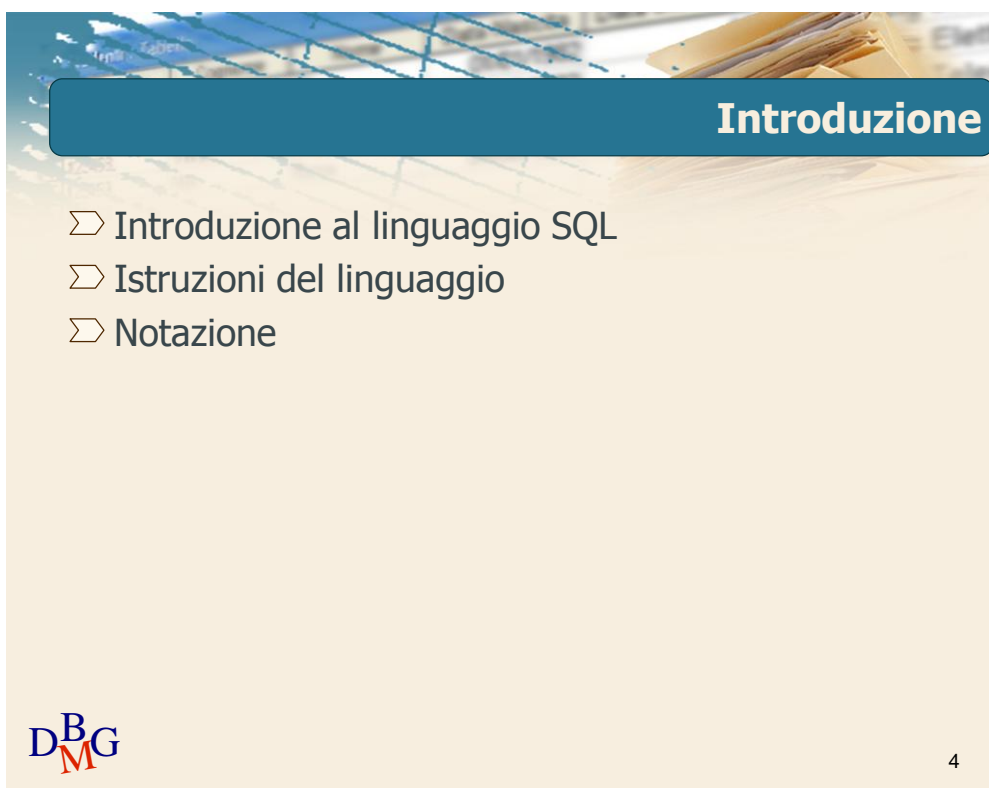 Introduzione
Introduzione al linguaggio SQL
Istruzioni del linguaggio
Notazione
DBMG
4